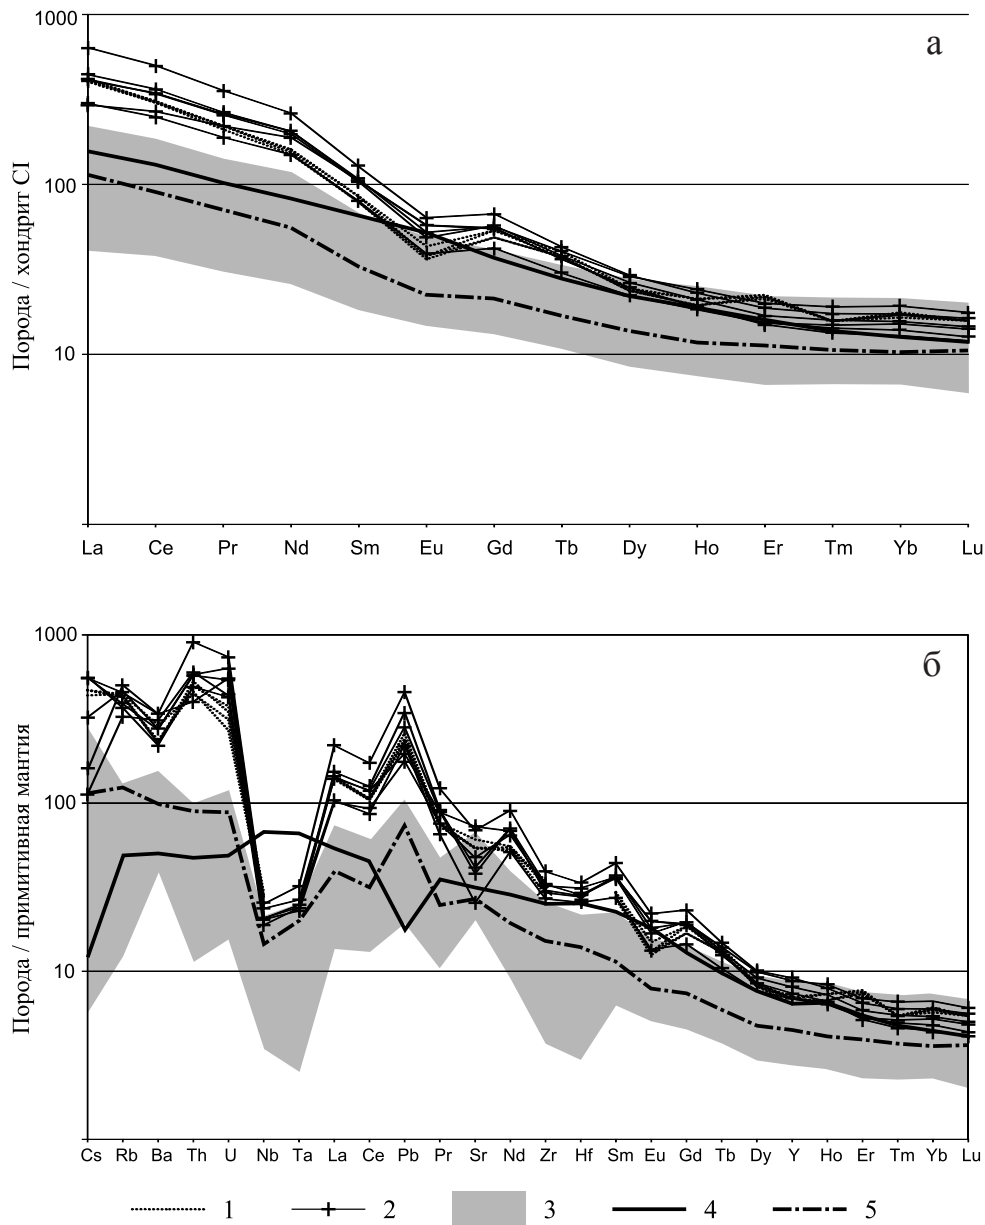 1000
а
100
10
Порода / хондрит CI
La Ce Pr Nd Sm Eu Gd Tb Dy Ho Er Tm Yb Lu
1000
б
100
10
Порода / примитивная мантия
Cs Rb Ba Th U Nb Ta La Ce Pb Pr Sr Nd Zr Hf Sm Eu Gd Tb Dy Y Ho Er Tm Yb Lu
1 2 3 4 5